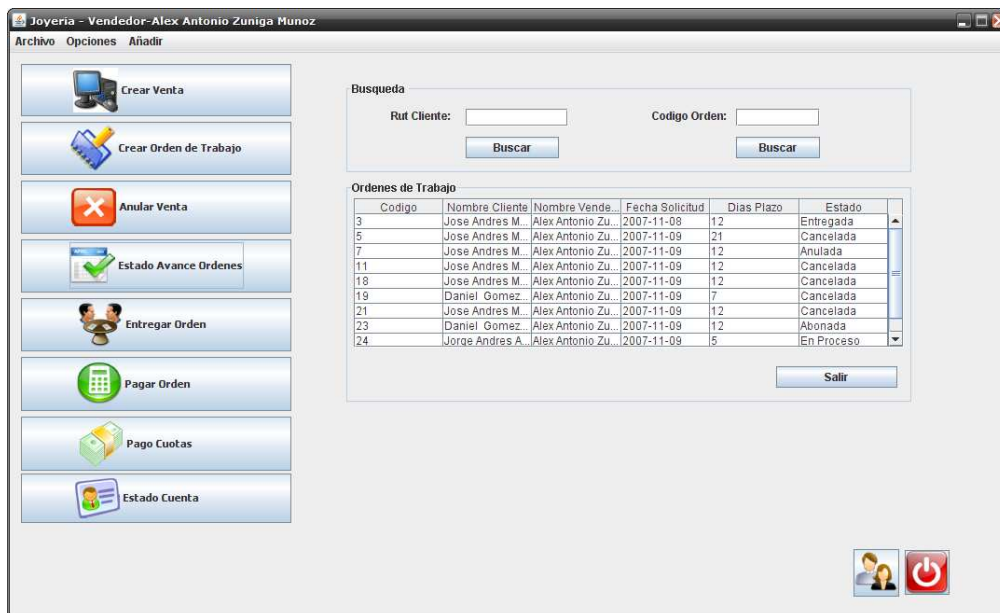 Joyeria - Vendedor-Alex Antonio Zuniga Munoz
Archivo Opciones Añadir
Crear Venta
Crear Orden de Trabajo
Anular Venta
Estado Avance Ordenes
Entregar Orden
Pagar Orden
Pago Cuotas
Estado Cuenta
Busqueda
Rut Cliente: Codigo Orden:
Buscar Buscar
Ordenes de Trabajo
Codigo Nombre Cliente Nombre Vende... Fecha Solicitud Dias Plazo Estado
3 Jose Andres M... Alex Antonio Zu... 2007-11-08 12 Entregada
5 Jose Andres M... Alex Antonio Zu... 2007-11-09 21 Cancelada
7 Jose Andres M... Alex Antonio Zu... 2007-11-09 12 Anulada
11 Jose Andres M... Alex Antonio Zu... 2007-11-09 12 Cancelada
18 Jose Andres M... Alex Antonio Zu... 2007-11-09 12 Cancelada
19 Daniel Gomez... Alex Antonio Zu... 2007-11-09 7 Cancelada
21 Jose Andres M... Alex Antonio Zu... 2007-11-09 12 Cancelada
23 Daniel Gomez... Alex Antonio Zu... 2007-11-09 12 Abonada
24 Jorge Andres A... Alex Antonio Zu... 2007-11-09 5 En Proceso
Salir